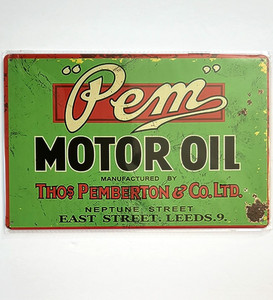 "Pem"
MOTOR OIL
MANUFACTURED BY
THOS PEMBERTON & CO. LTD.
NEPTUNE STREET
EAST STREET. LEEDS.9.